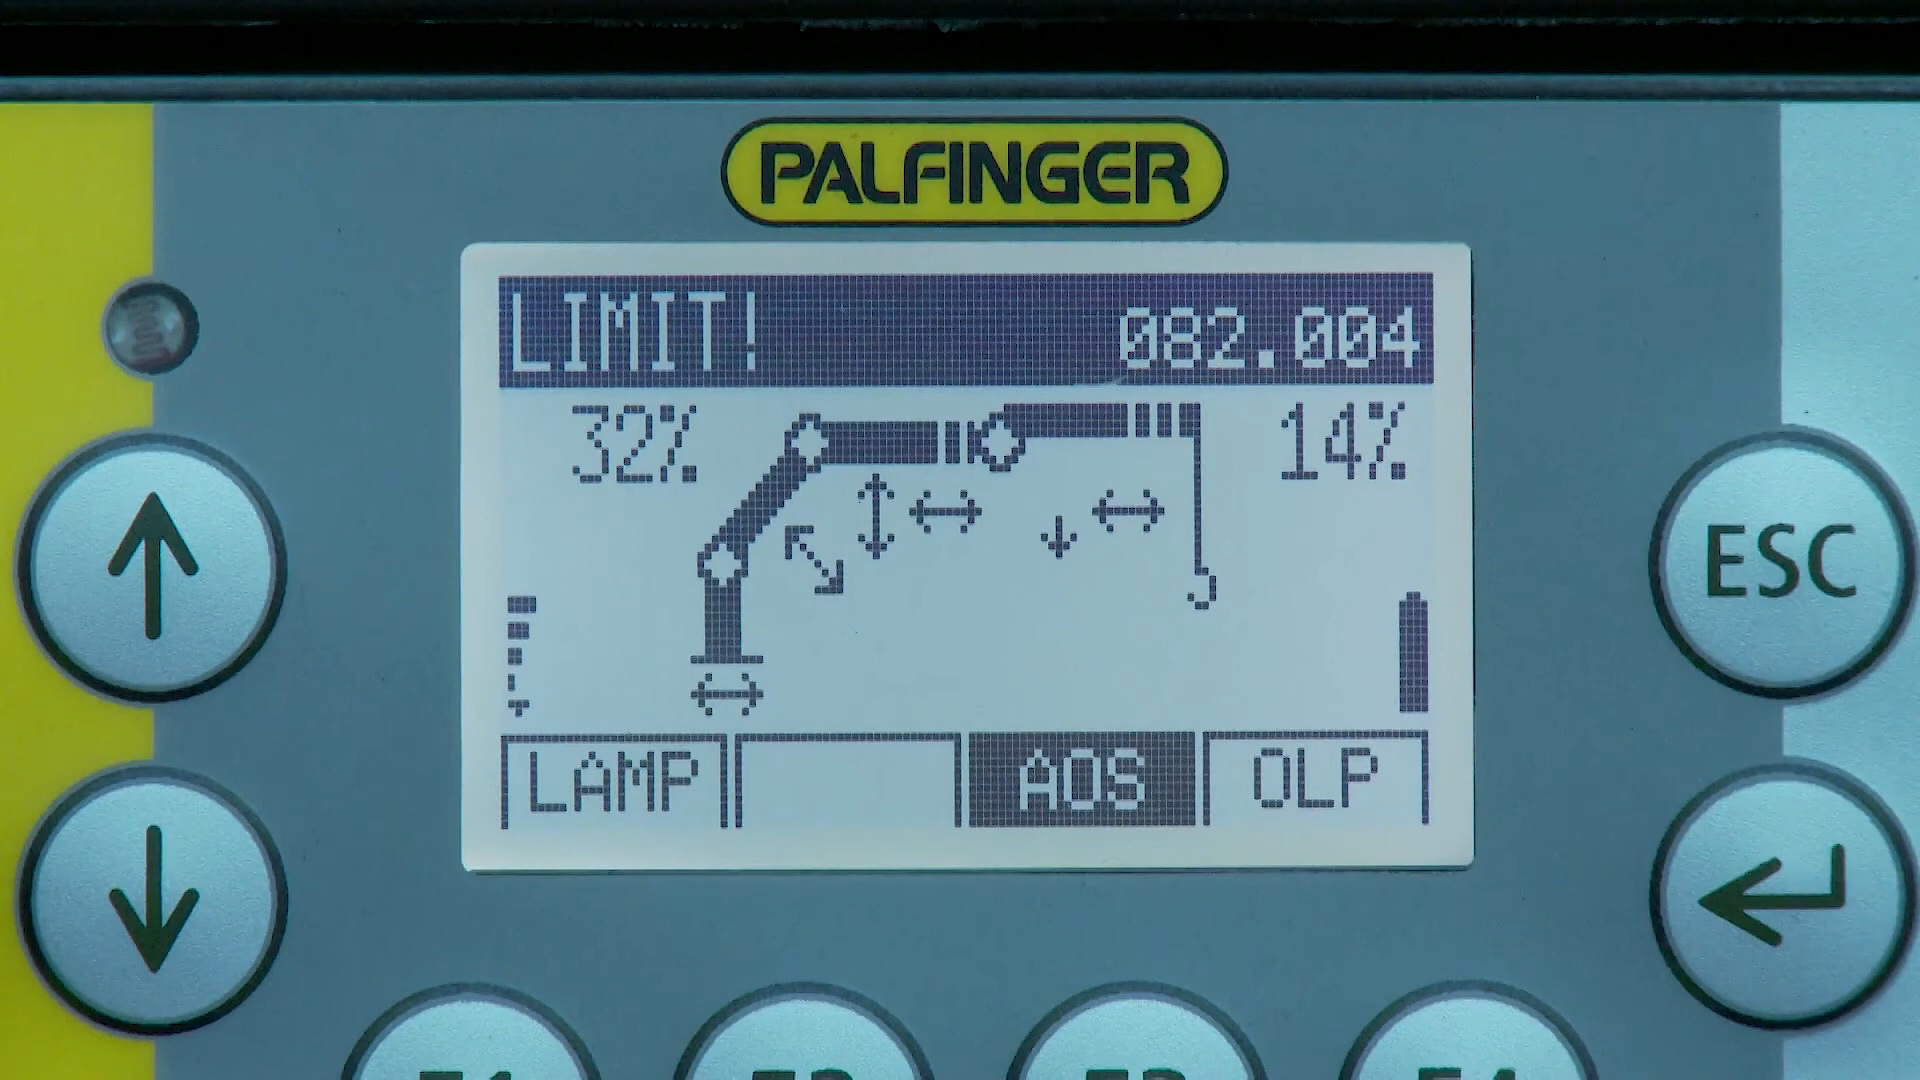 PALFINGER
LIMIT! 082.004
32% 14%
LAMP AOS OLP
ESC